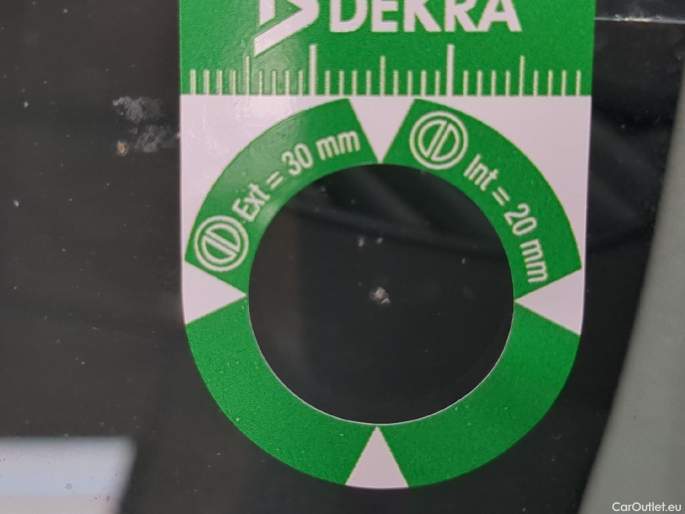 DEKRA
Ext = 30 mm
Int = 20 mm
CarOutlet.eu